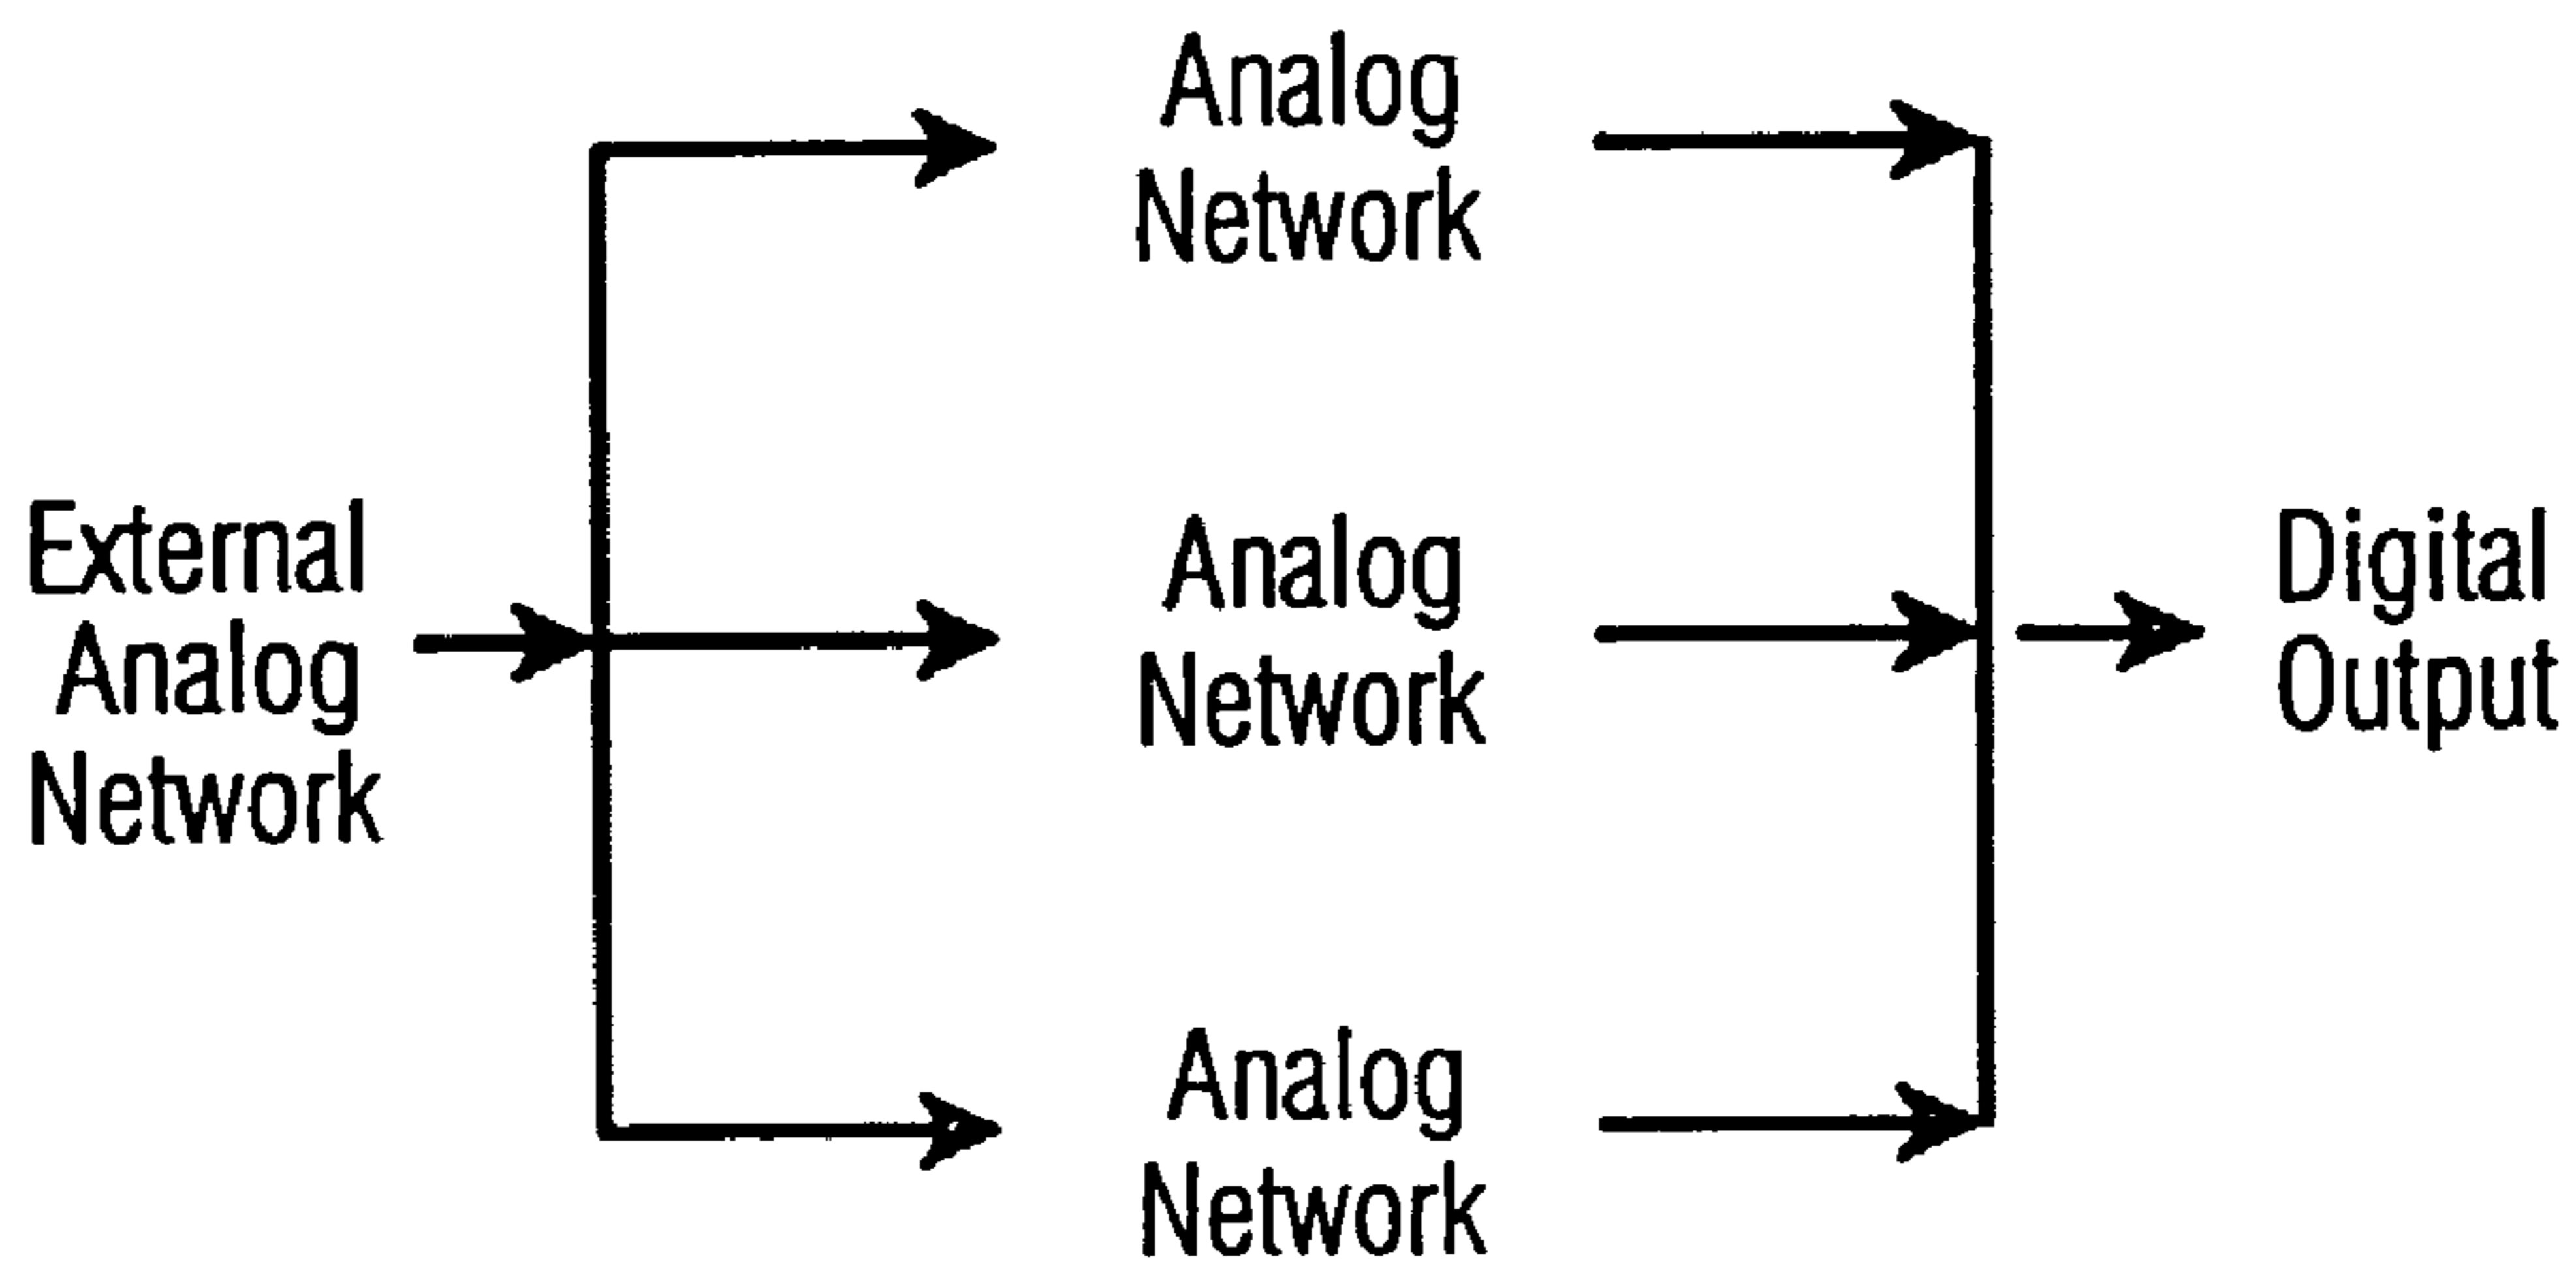 External
Analog
Network
Analog
Network
Analog
Network
Analog
Network
Digital
Output